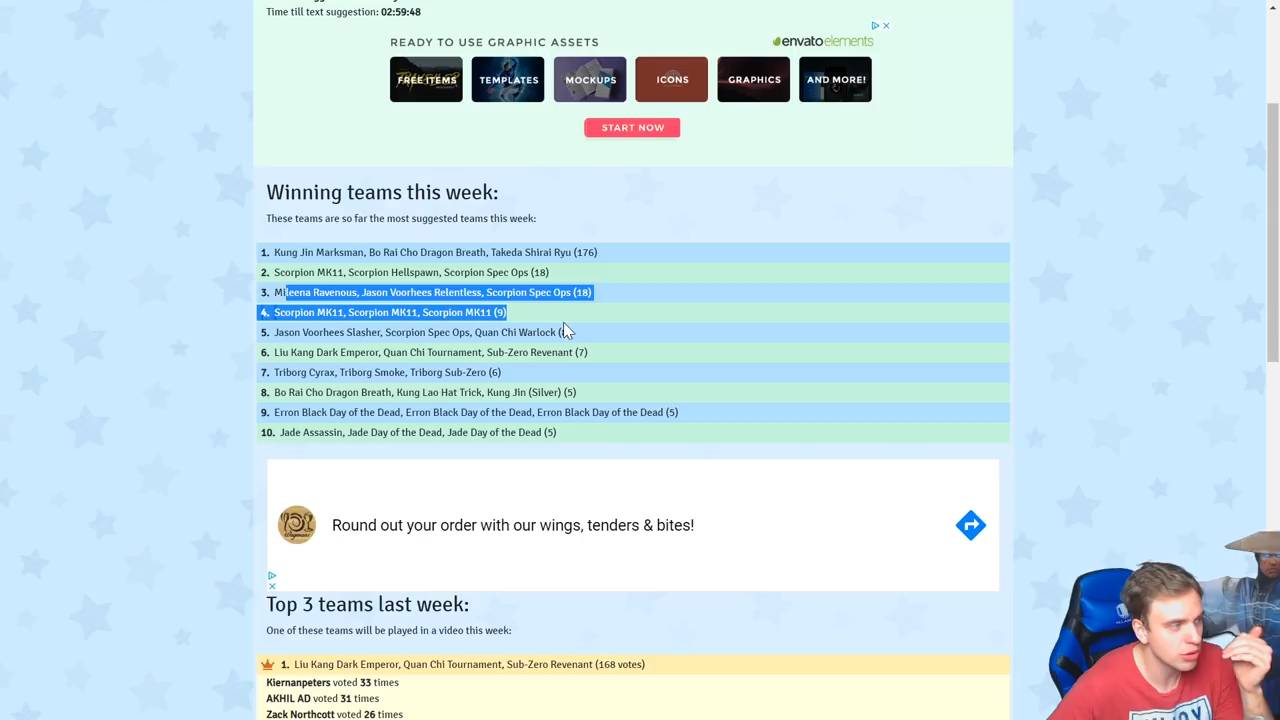 Time till text suggestion: 02:59:48
READY TO USE GRAPHIC ASSETS
envatoelements
FREE ITEMS
TEMPLATES
MOCKUPS
ICONS
GRAPHICS
AND MORE!
START NOW
Winning teams this week:
These teams are so far the most suggested teams this week:
1. Kung Jin Marksman, Bo Rai Cho Dragon Breath, Takeda Shirai Ryu (176)
2. Scorpion MK11, Scorpion Hellspawn, Scorpion Spec Ops (18)
3. Mileena Ravenous, Jason Voorhees Relentless, Scorpion Spec Ops (18)
4. Scorpion MK11, Scorpion MK11, Scorpion MK11 (9)
5. Jason Voorhees Slasher, Scorpion Spec Ops, Quan Chi Warlock
6. Liu Kang Dark Emperor, Quan Chi Tournament, Sub-Zero Revenant (7)
7. Triborg Cyrax, Triborg Smoke, Triborg Sub-Zero (6)
8. Bo Rai Cho Dragon Breath, Kung Lao Hat Trick, Kung Jin (Silver) (5)
9. Erron Black Day of the Dead, Erron Black Day of the Dead, Erron Black Day of the Dead (5)
10. Jade Assassin, Jade Day of the Dead, Jade Day of the Dead (5)
Round out your order with our wings, tenders & bites!
Top 3 teams last week:
One of these teams will be played in a video this week:
1. Liu Kang Dark Emperor, Quan Chi Tournament, Sub-Zero Revenant (168 votes)
Kiernanpeters voted 33 times
AKHIL AD voted 31 times
Zack Northcott voted 26 times